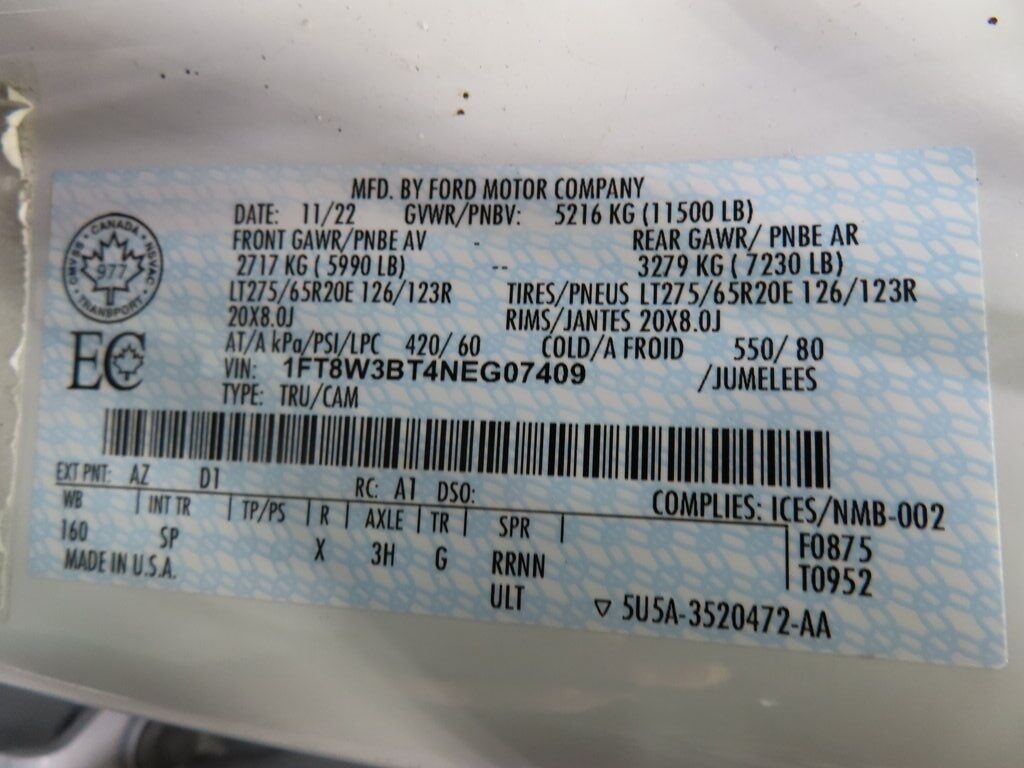 MFD. BY FORD MOTOR COMPANY
DATE: 11/22 GVWR/PNBV: 5216 KG (11500 LB)
FRONT GAWR/PNBE AV - REAR GAWR/ PNBE AR
2717 KG ( 5990 LB) -- 3279 KG ( 7230 LB)
LT275/65R20E 126/123R TIRES/PNEUS LT275/65R20E 126/123R
20X8.0J RIMS/JANTES 20X8.0J
AT/A kPa/PSI/LPC 420/ 60 COLD/A FROID 550/ 80
VIN: 1FT8W3BT4NEG07409 /JUMELEES
TYPE: TRU/CAM
CANADA
CMVSS NSVAC
977
TRANSPORT
EC
EXT PNT: AZ D1 RC: A1 DSO: COMPLIES: ICES/NMB-002
WB | INT TR | TP/PS | R | AXLE | TR | SPR | F0875
160 SP X 3H G RRNN T0952
MADE IN U.S.A. ULT ▽ 5U5A-3520472-AA